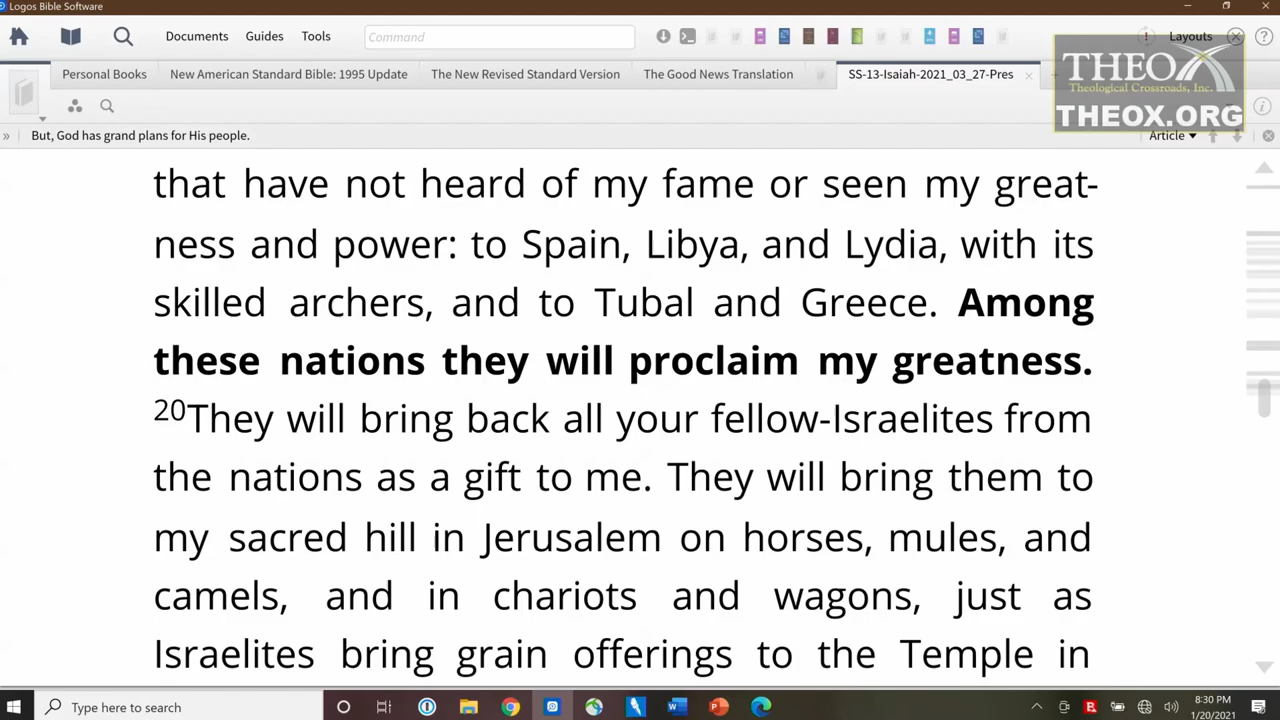 Logos Bible Software
Documents Guides Tools Command Layouts
Personal Books New American Standard Bible: 1995 Update The New Revised Standard Version The Good News Translation SS-13-Isaiah-2021_03_27-Pres
THEOX
Theological Crossroads, Inc.
THEOX.ORG
But, God has grand plans for His people. Article
that have not heard of my fame or seen my great-
ness and power: to Spain, Libya, and Lydia, with its
skilled archers, and to Tubal and Greece. Among
these nations they will proclaim my greatness.
20They will bring back all your fellow-Israelites from
the nations as a gift to me. They will bring them to
my sacred hill in Jerusalem on horses, mules, and
camels, and in chariots and wagons, just as
Israelites bring grain offerings to the Temple in
Type here to search
8:30 PM
1/20/2021